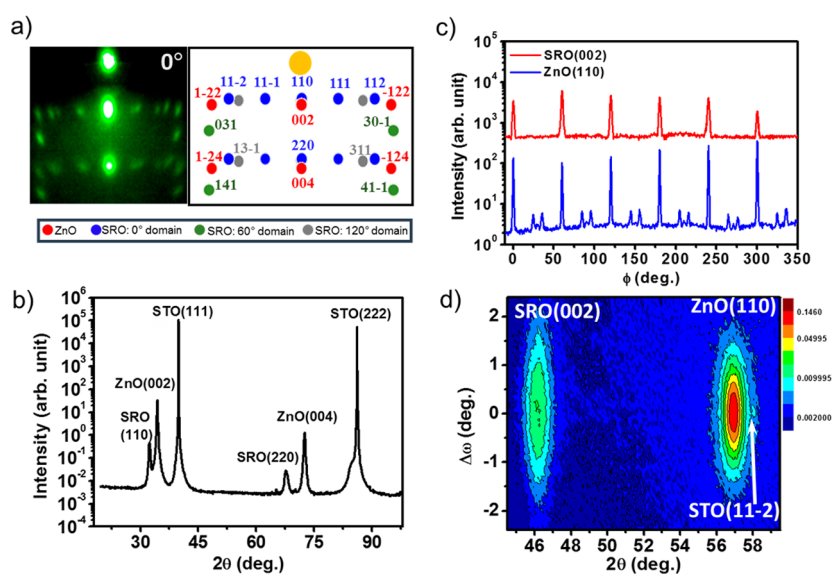 a)
0°
11-2 11-1 110 111 112
1-22 -122
002
031 30-1
13-1 220 311
1-24 -124
004
141 41-1
ZnO SRO: 0° domain SRO: 60° domain SRO: 120° domain
b)
Intensity (arb. unit)
10^6
10^5
10^4
10^3
10^2
10^1
10^0
10^-1
10^-2
10^-3
10^-4
STO(111)
STO(222)
ZnO(002)
SRO
(110)
ZnO(004)
SRO(220)
30 45 60 75 90
2θ (deg.)
c)
Intensity (arb. unit)
10^5
10^4
10^3
10^2
10^1
10^0
SRO(002)
ZnO(110)
0 50 100 150 200 250 300 350
ϕ (deg.)
d)
Δω (deg.)
2
1
0
-1
-2
SRO(002) ZnO(110)
STO(11-2)
46 48 50 52 54 56 58
2θ (deg.)
0.1460
0.04995
0.009995
0.002000